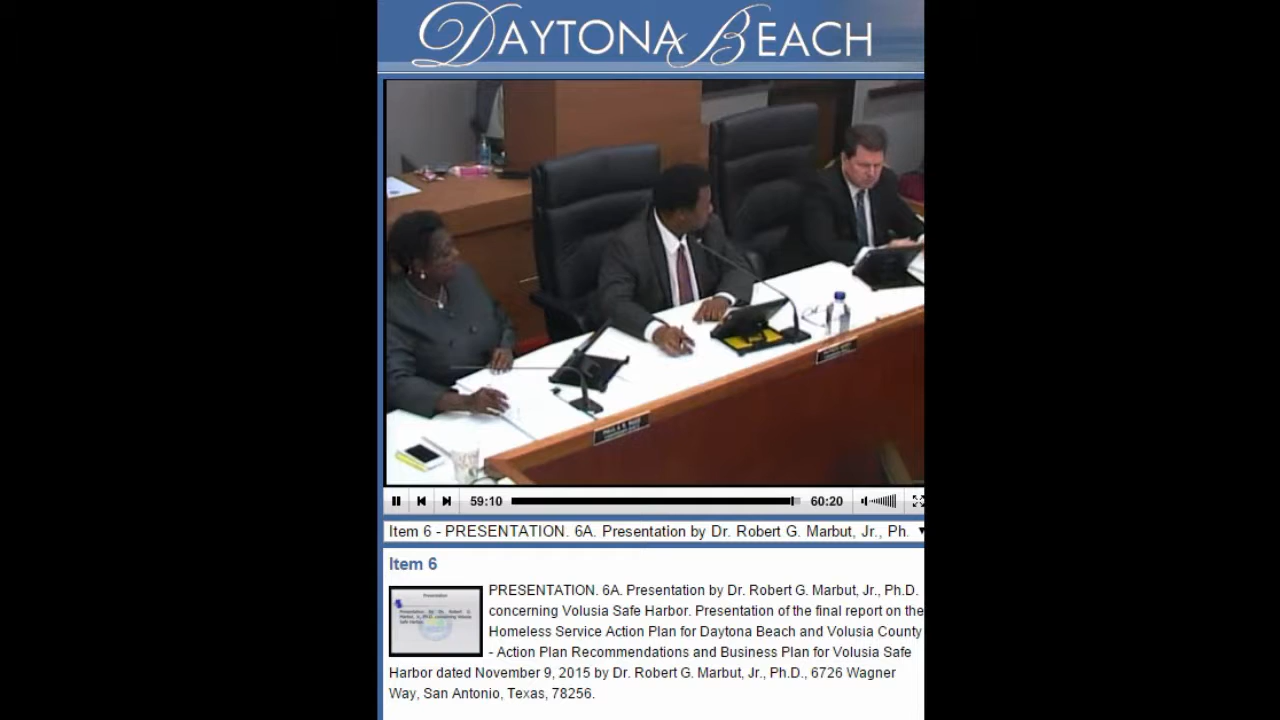 DAYTONA BEACH
59:10 60:20
Item 6 - PRESENTATION. 6A. Presentation by Dr. Robert G. Marbut, Jr., Ph.
Item 6
Presentation
PRESENTATION. 6A. Presentation by Dr. Robert G. Marbut, Jr., Ph.D.
concerning Volusia Safe Harbor. Presentation of the final report on the
Homeless Service Action Plan for Daytona Beach and Volusia County
- Action Plan Recommendations and Business Plan for Volusia Safe
Harbor dated November 9, 2015 by Dr. Robert G. Marbut, Jr., Ph.D., 6726 Wagner
Way, San Antonio, Texas, 78256.